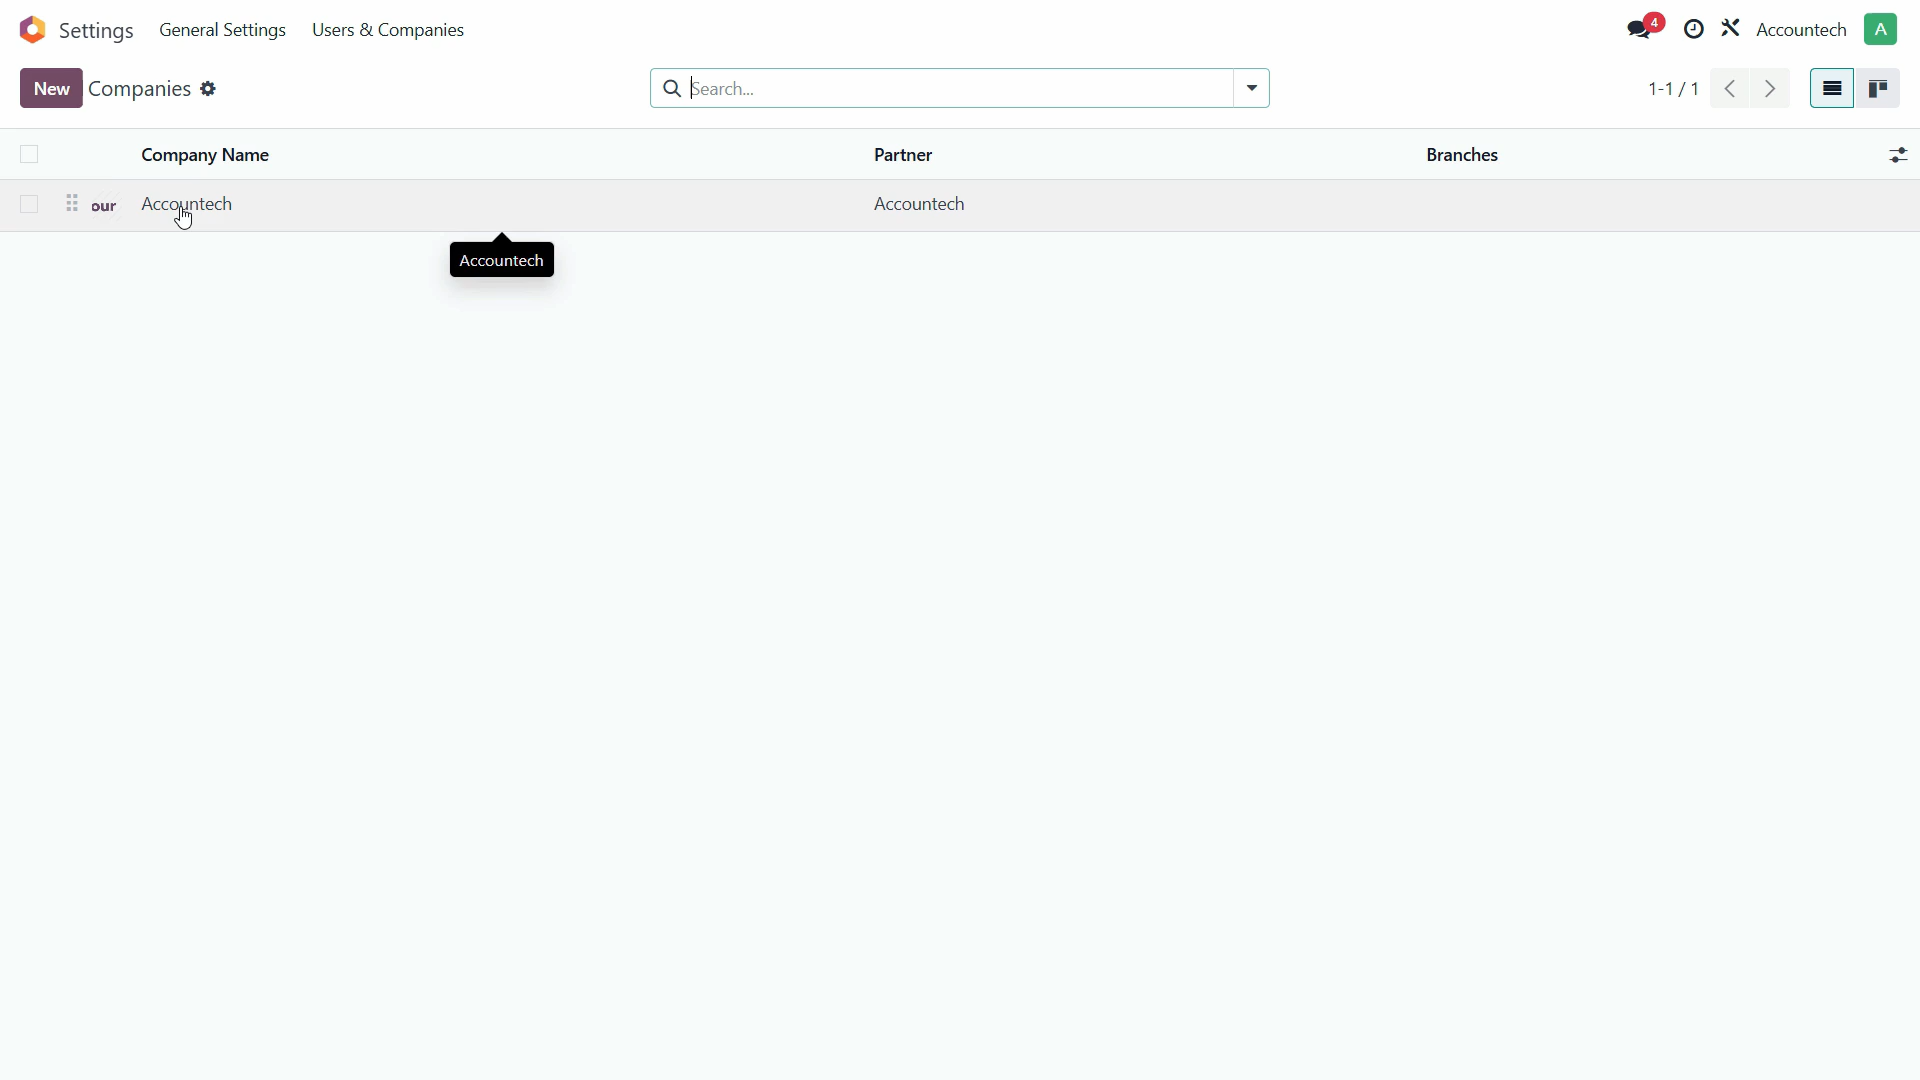 Settings General Settings Users & Companies 4 Accountech A
New Companies Search... 1-1 / 1
Company Name Partner Branches
our Accountech Accountech
Accountech